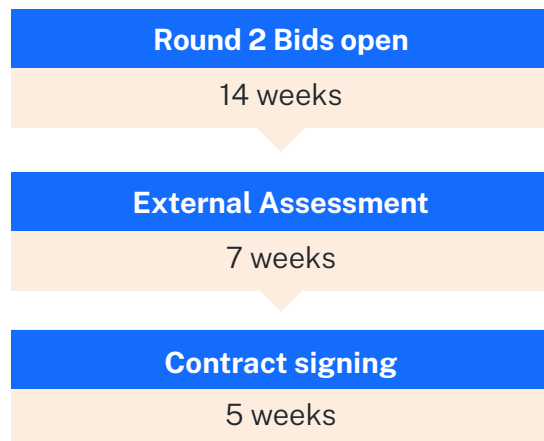 Round 2 Bids open
14 weeks
External Assessment
7 weeks
Contract signing
5 weeks